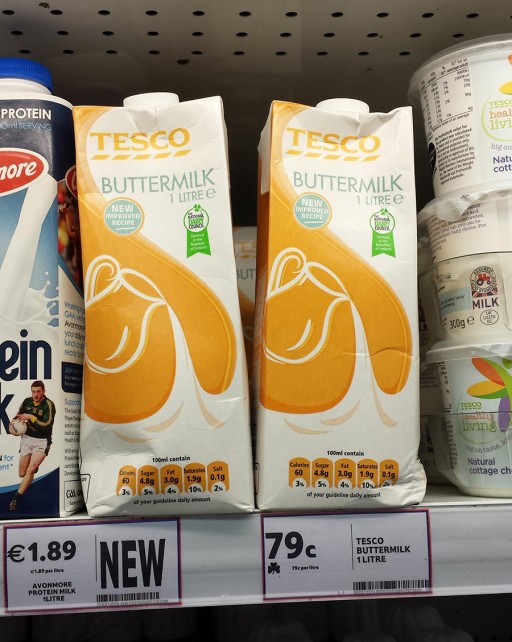 PROTEIN
more
ein
k
TESCO
BUTTERMILK
1 LITRE e
NEW
IMPROVED
RECIPE
NATIONAL
DAIRY
COUNCIL
100ml contain
Calories
60
3%
Sugar
4.8g
5%
Fat
3.0g
4%
Saturates
1.9g
10%
Salt
0.1g
2%
of your guideline daily amount.
TESCO
BUTTERMILK
1 LITRE e
NEW
IMPROVED
RECIPE
100ml contain
Calories
60
3%
Sugar
4.8g
5%
Fat
3.0g
4%
Saturates
1.9g
10%
Salt
0.1g
2%
of your guideline daily amount.
TESC
BUT
MILK
300g e
TESCO
healthy
living
Natural
cottage ch
€1.89
€1.89 per litre
AVONMORE
PROTEIN MILK
1LITRE
NEW
79c
79c per litre
TESCO
BUTTERMILK
1 LITRE